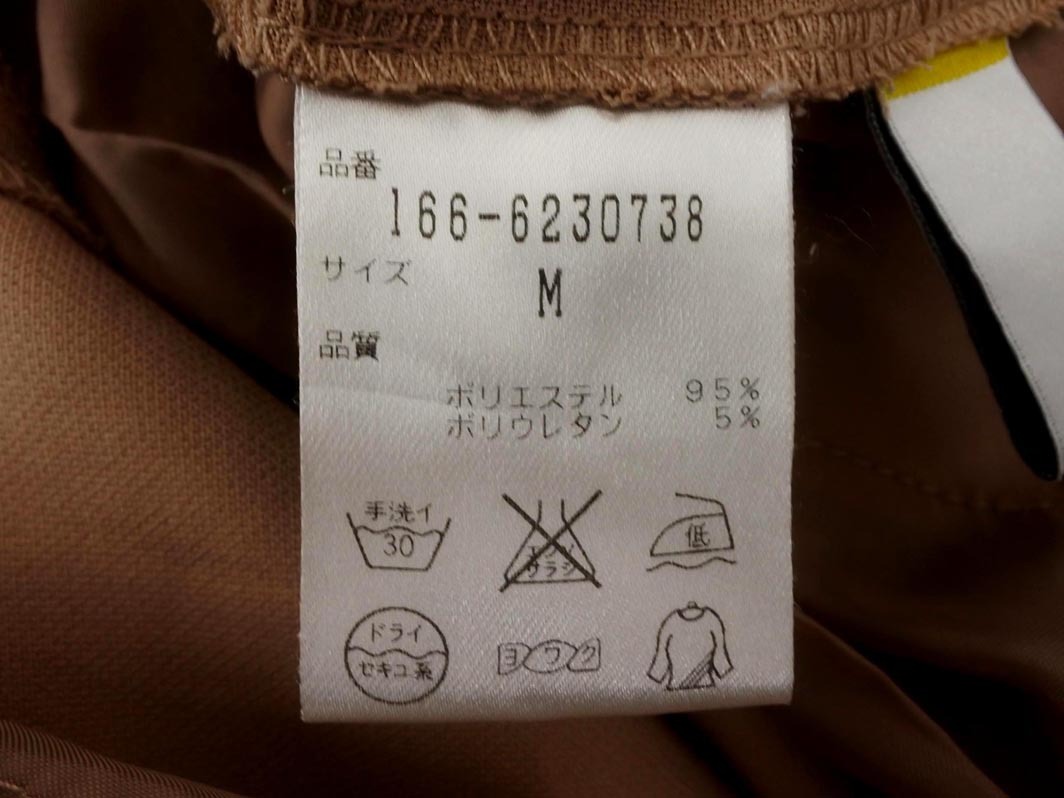 品番
166-6230738
サイズ
M
品質
ポリエステル 95%
ポリウレタン 5%
手洗イ
30
エンソ
サラシ
低
ドライ
セキユ系
ヨワク